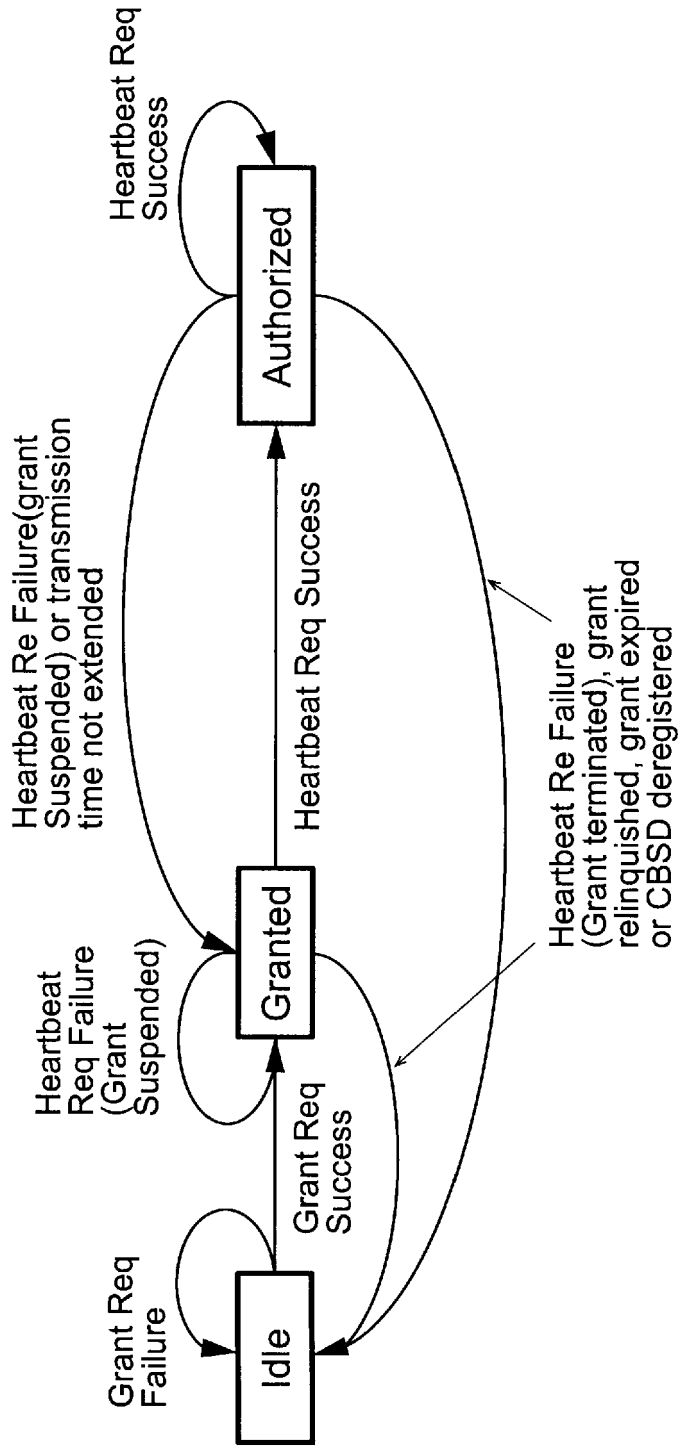 Grant Req
Failure
Idle
Grant Req
Success
Heartbeat
Req Failure
(Grant
Suspended)
Granted
Heartbeat Re Failure(grant
Suspended) or transmission
time not extended
Heartbeat Req Success
Heartbeat Req
Success
Authorized
Heartbeat Re Failure
(Grant terminated), grant
relinquished, grant expired
or CBSD deregistered